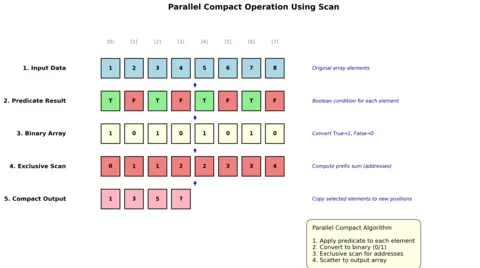 Parallel Compact Operation Using Scan
[0] [1] [2] [3] [4] [5] [6] [7]
1. Input Data 1 2 3 4 5 6 7 8 Original array elements
2. Predicate Result T F T F T F T F Boolean condition for each element
3. Binary Array 1 0 1 0 1 0 1 0 Convert True→1, False→0
4. Exclusive Scan 0 1 1 2 2 3 3 4 Compute prefix sum (addresses)
5. Compact Output 1 3 5 7 Copy selected elements to new positions
Parallel Compact Algorithm
1. Apply predicate to each element
2. Convert to binary (0/1)
3. Exclusive scan for addresses
4. Scatter to output array